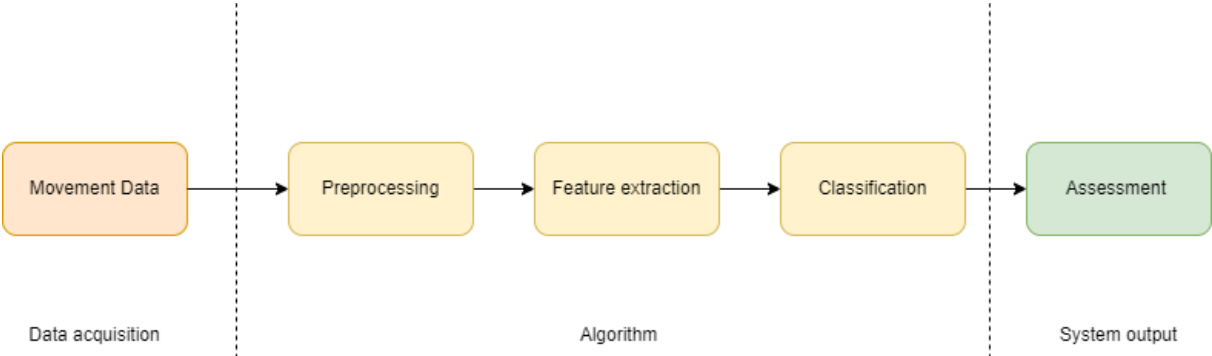 Movement Data
Preprocessing
Feature extraction
Classification
Assessment
Data acquisition
Algorithm
System output